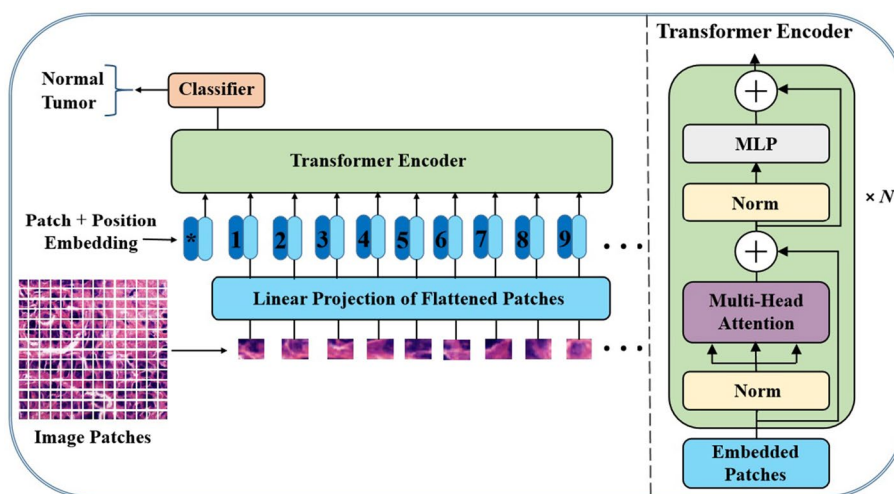 Transformer Encoder
Normal
Tumor
Classifier
Transformer Encoder
Patch + Position
Embedding
* 1 2 3 4 5 6 7 8 9 ...
Linear Projection of Flattened Patches
...
Image Patches
MLP
Norm
× N
Multi-Head
Attention
Norm
Embedded
Patches